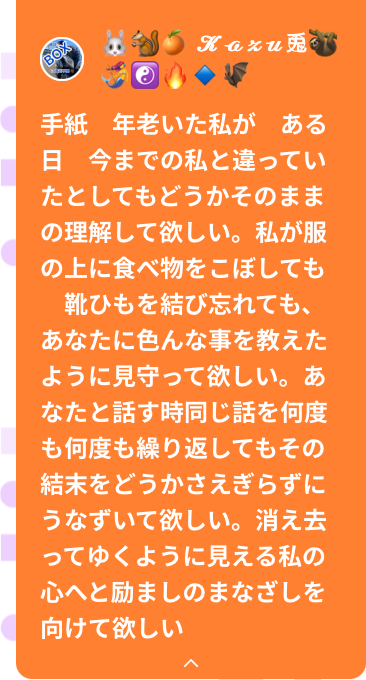 🐰🐿️🍊 𝓚𝓪𝔃𝓾兎🦥
🧜‍♀️☯️🔥🔹🦇
BOX
手紙　年老いた私が　ある
日　今までの私と違ってい
たとしてもどうかそのまま
の理解して欲しい。私が服
の上に食べ物をこぼしても
　靴ひもを結び忘れても、
あなたに色んな事を教えた
ように見守って欲しい。あ
なたと話す時同じ話を何度
も何度も繰り返してもその
結末をどうかさえぎらずに
うなずいて欲しい。消え去
ってゆくように見える私の
心へと励ましのまなざしを
向けて欲しい